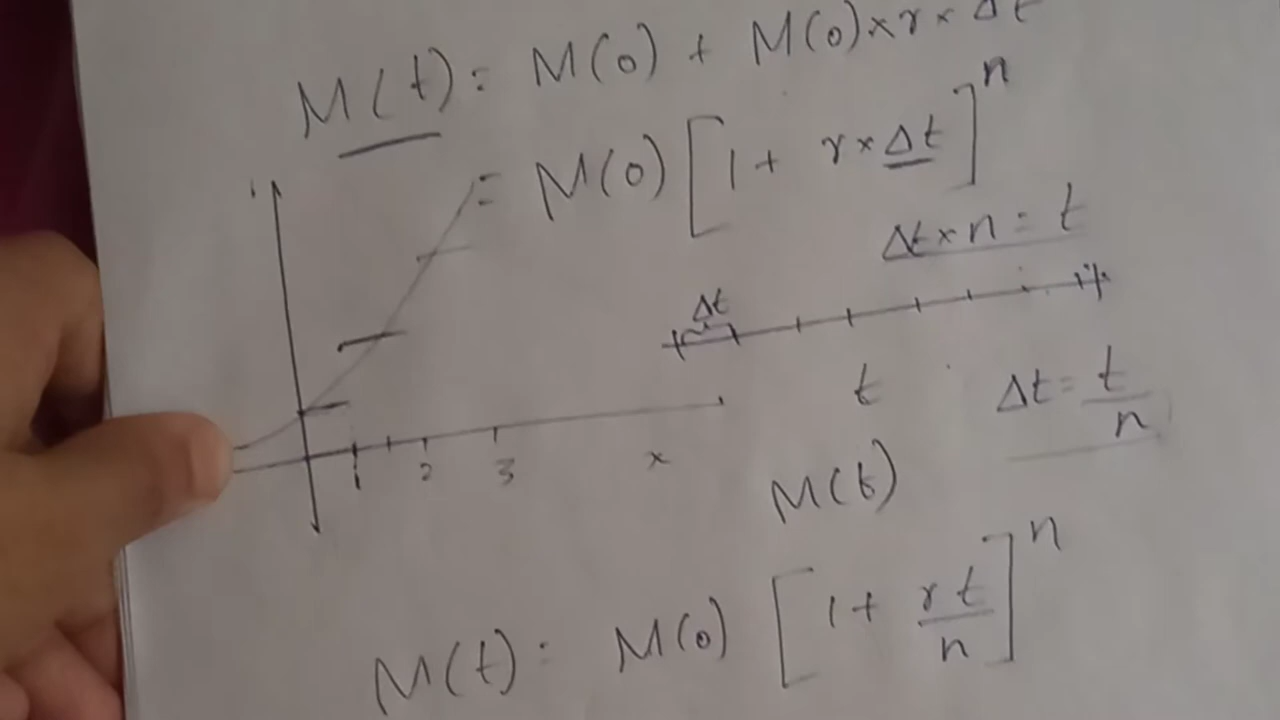 M(t) = M(0) + M(0)×r×Δt
= M(0) [1 + r×Δt]^n
Δt×n = t
Δt
t
Δt = t/n
1 2 3 x
M(t)
M(t) = M(0) [1 + rt/n]^n